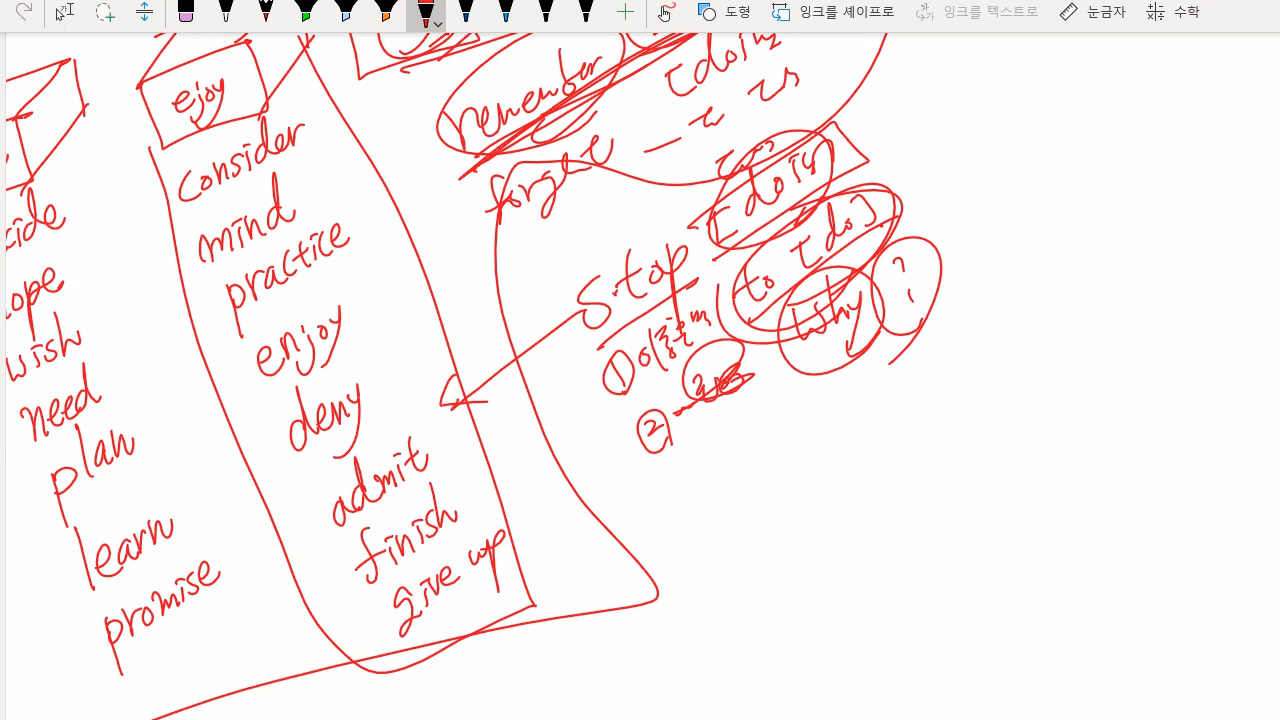 도형
잉크를 셰이프로
잉크를 텍스트로
눈금자
수학
ejoy
consider
mind
practice
enjoy
deny
admit
finish
give up
cide
ope
wish
need
plan
learn
promise
remember
forget
stop
to
why
?
①
②